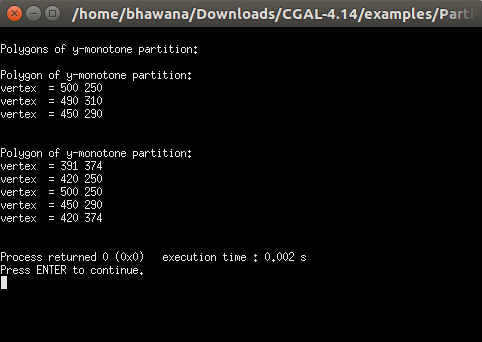 /home/bhawana/Downloads/CGAL-4.14/examples/Parti
Polygons of y-monotone partition:
Polygon of y-monotone partition:
vertex  = 500 250
vertex  = 490 310
vertex  = 450 290
Polygon of y-monotone partition:
vertex  = 391 374
vertex  = 420 250
vertex  = 500 250
vertex  = 450 290
vertex  = 420 374
Process returned 0 (0x0)   execution time : 0.002 s
Press ENTER to continue.